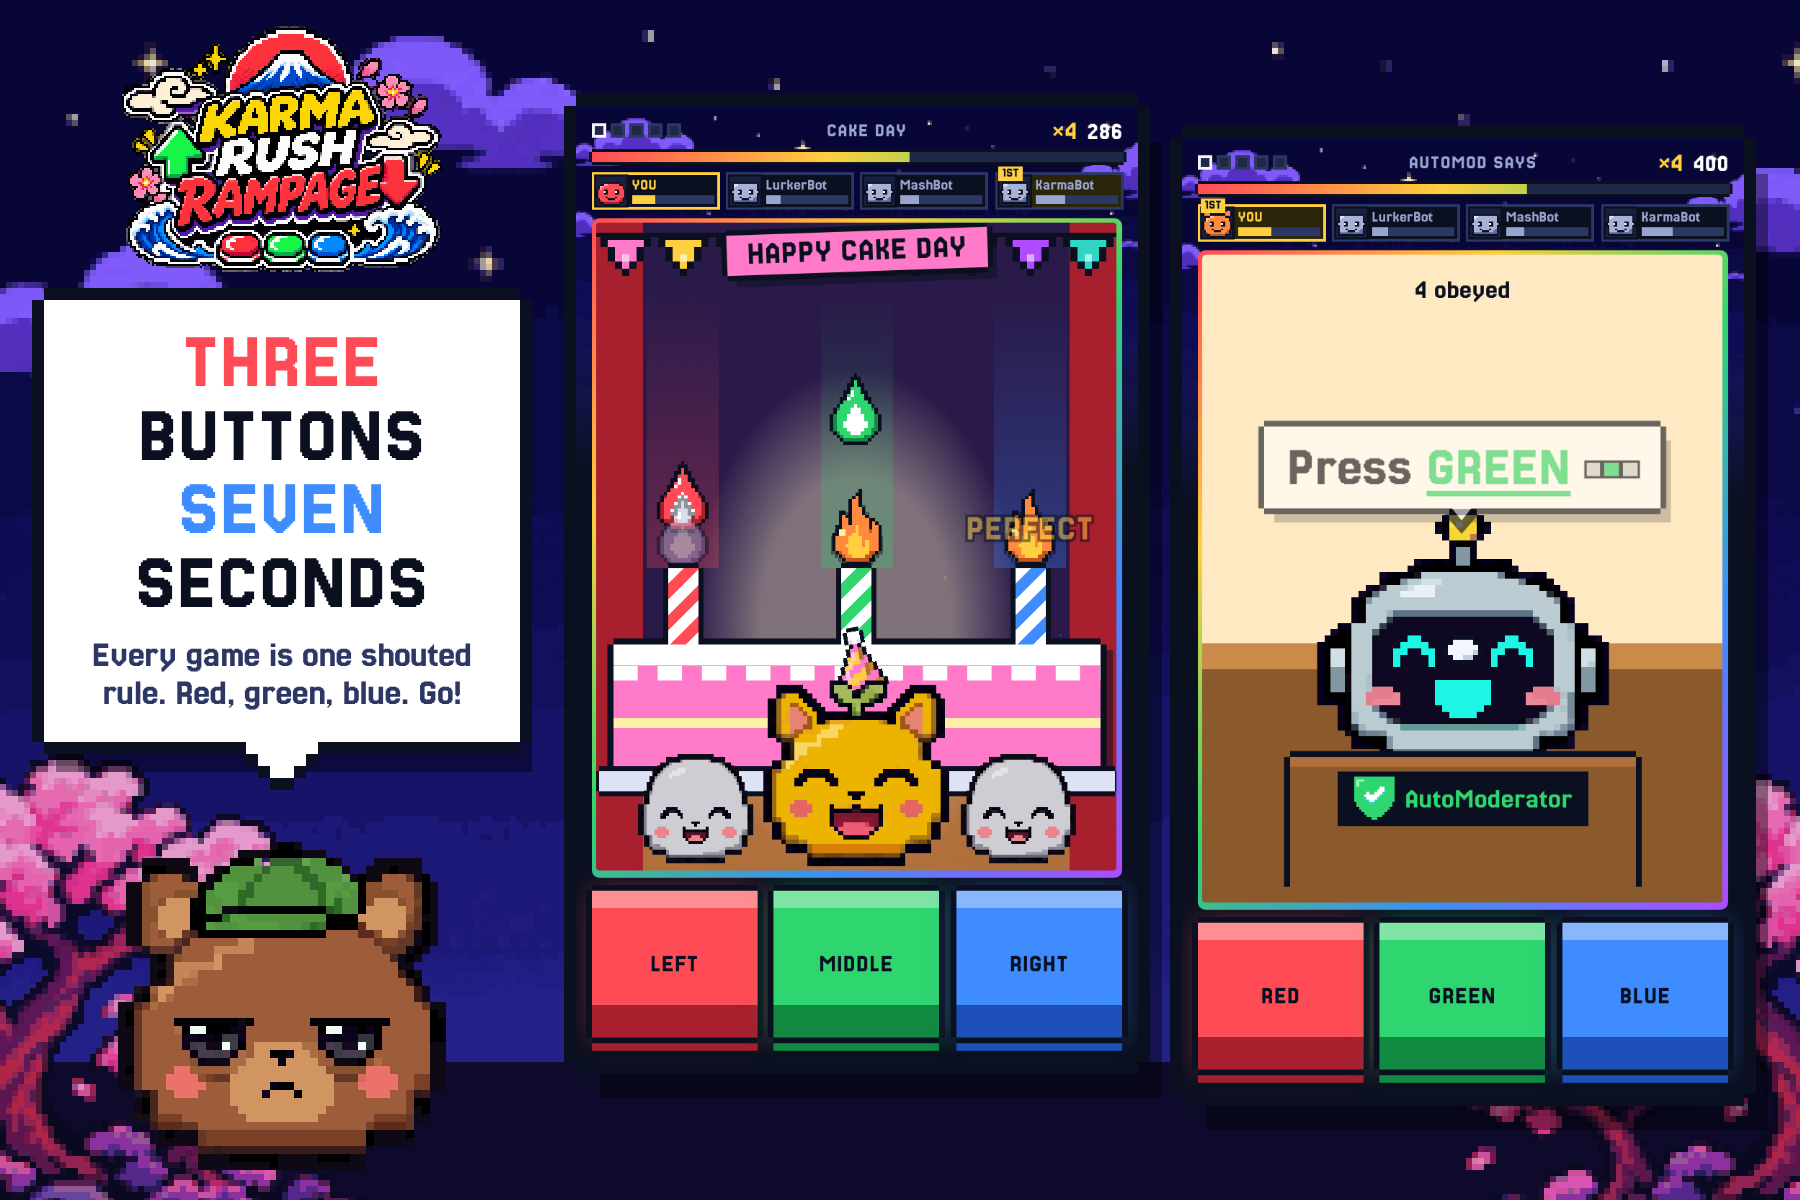 KARMA
RUSH
RAMPAGE
THREE
BUTTONS
SEVEN
SECONDS
Every game is one shouted
rule. Red, green, blue. Go!
CAKE DAY
×4 286
YOU
LurkerBot
MashBot
1ST
KarmaBot
HAPPY CAKE DAY
PERFECT
LEFT
MIDDLE
RIGHT
AUTOMOD SAYS
×4 400
1ST
YOU
LurkerBot
MashBot
KarmaBot
4 obeyed
Press GREEN
AutoModerator
RED
GREEN
BLUE